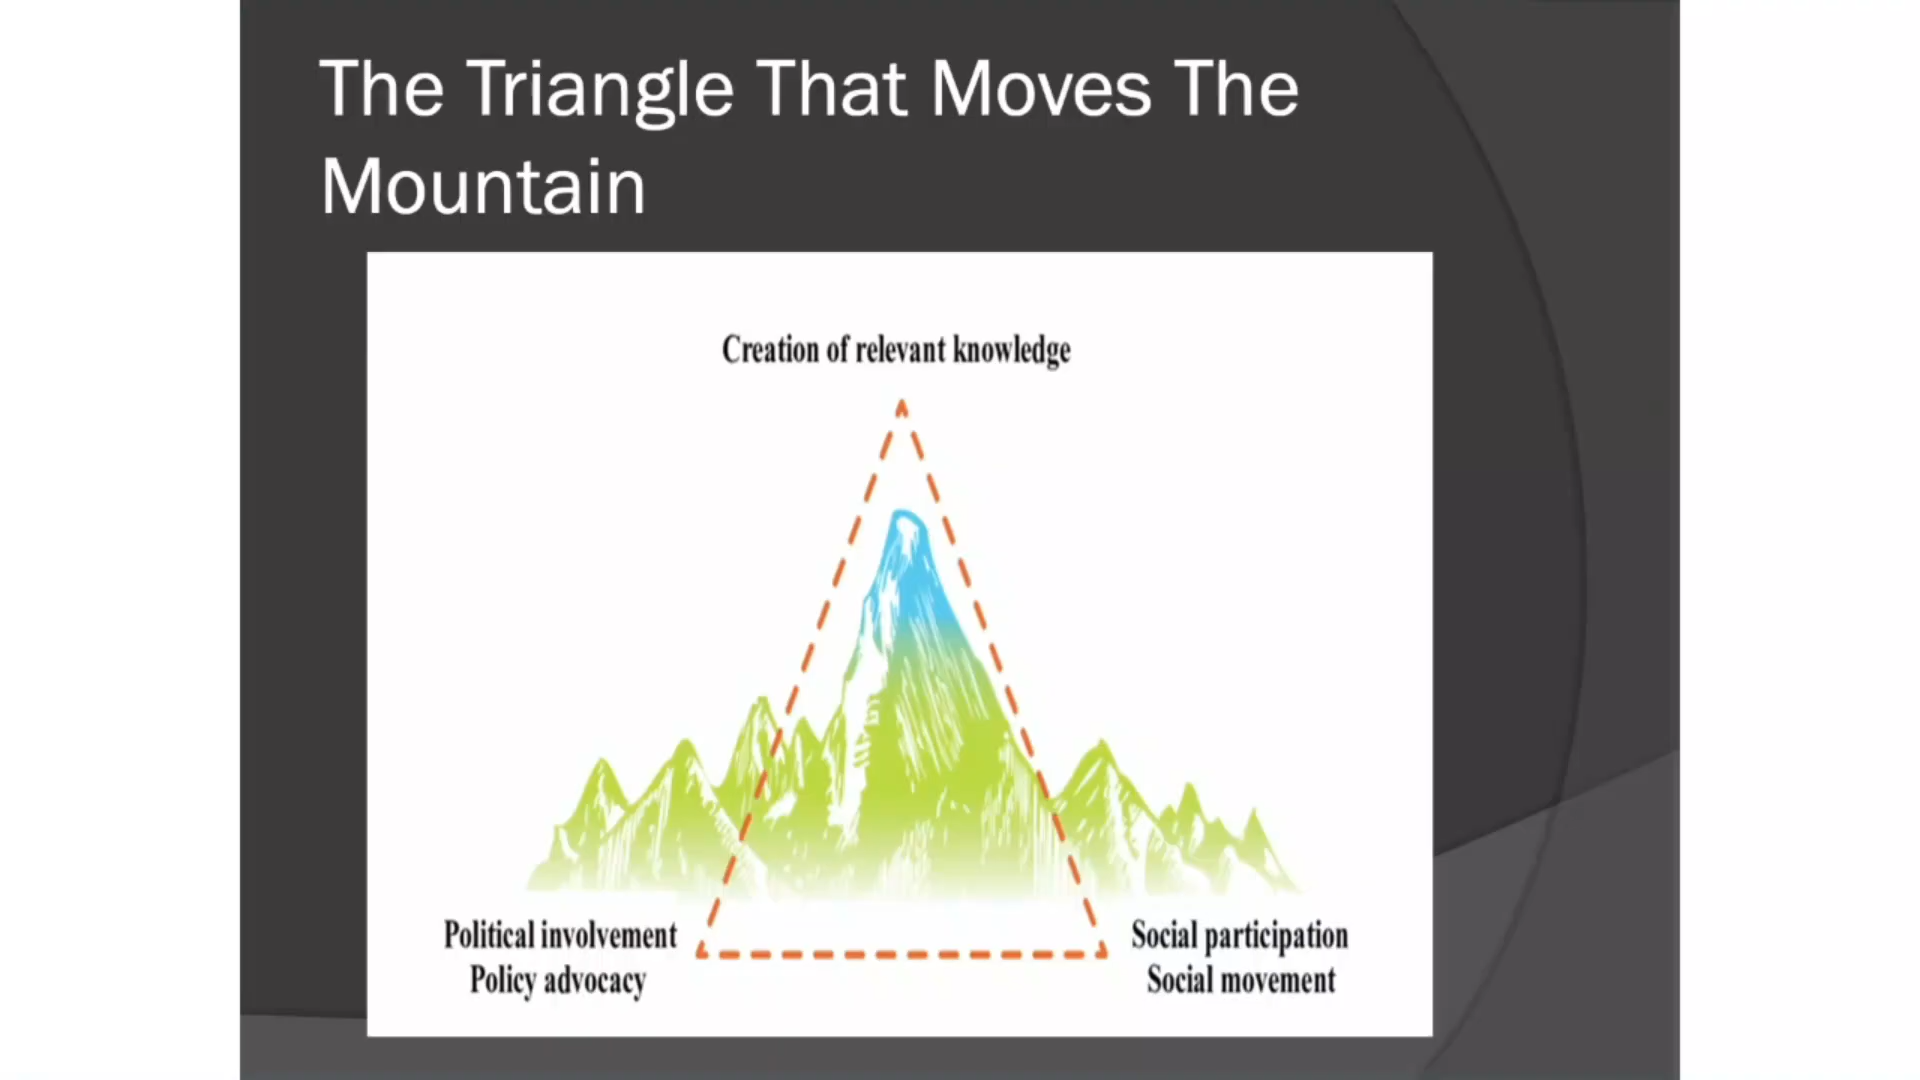 The Triangle That Moves The
Mountain
Creation of relevant knowledge
Political involvement
Policy advocacy
Social participation
Social movement